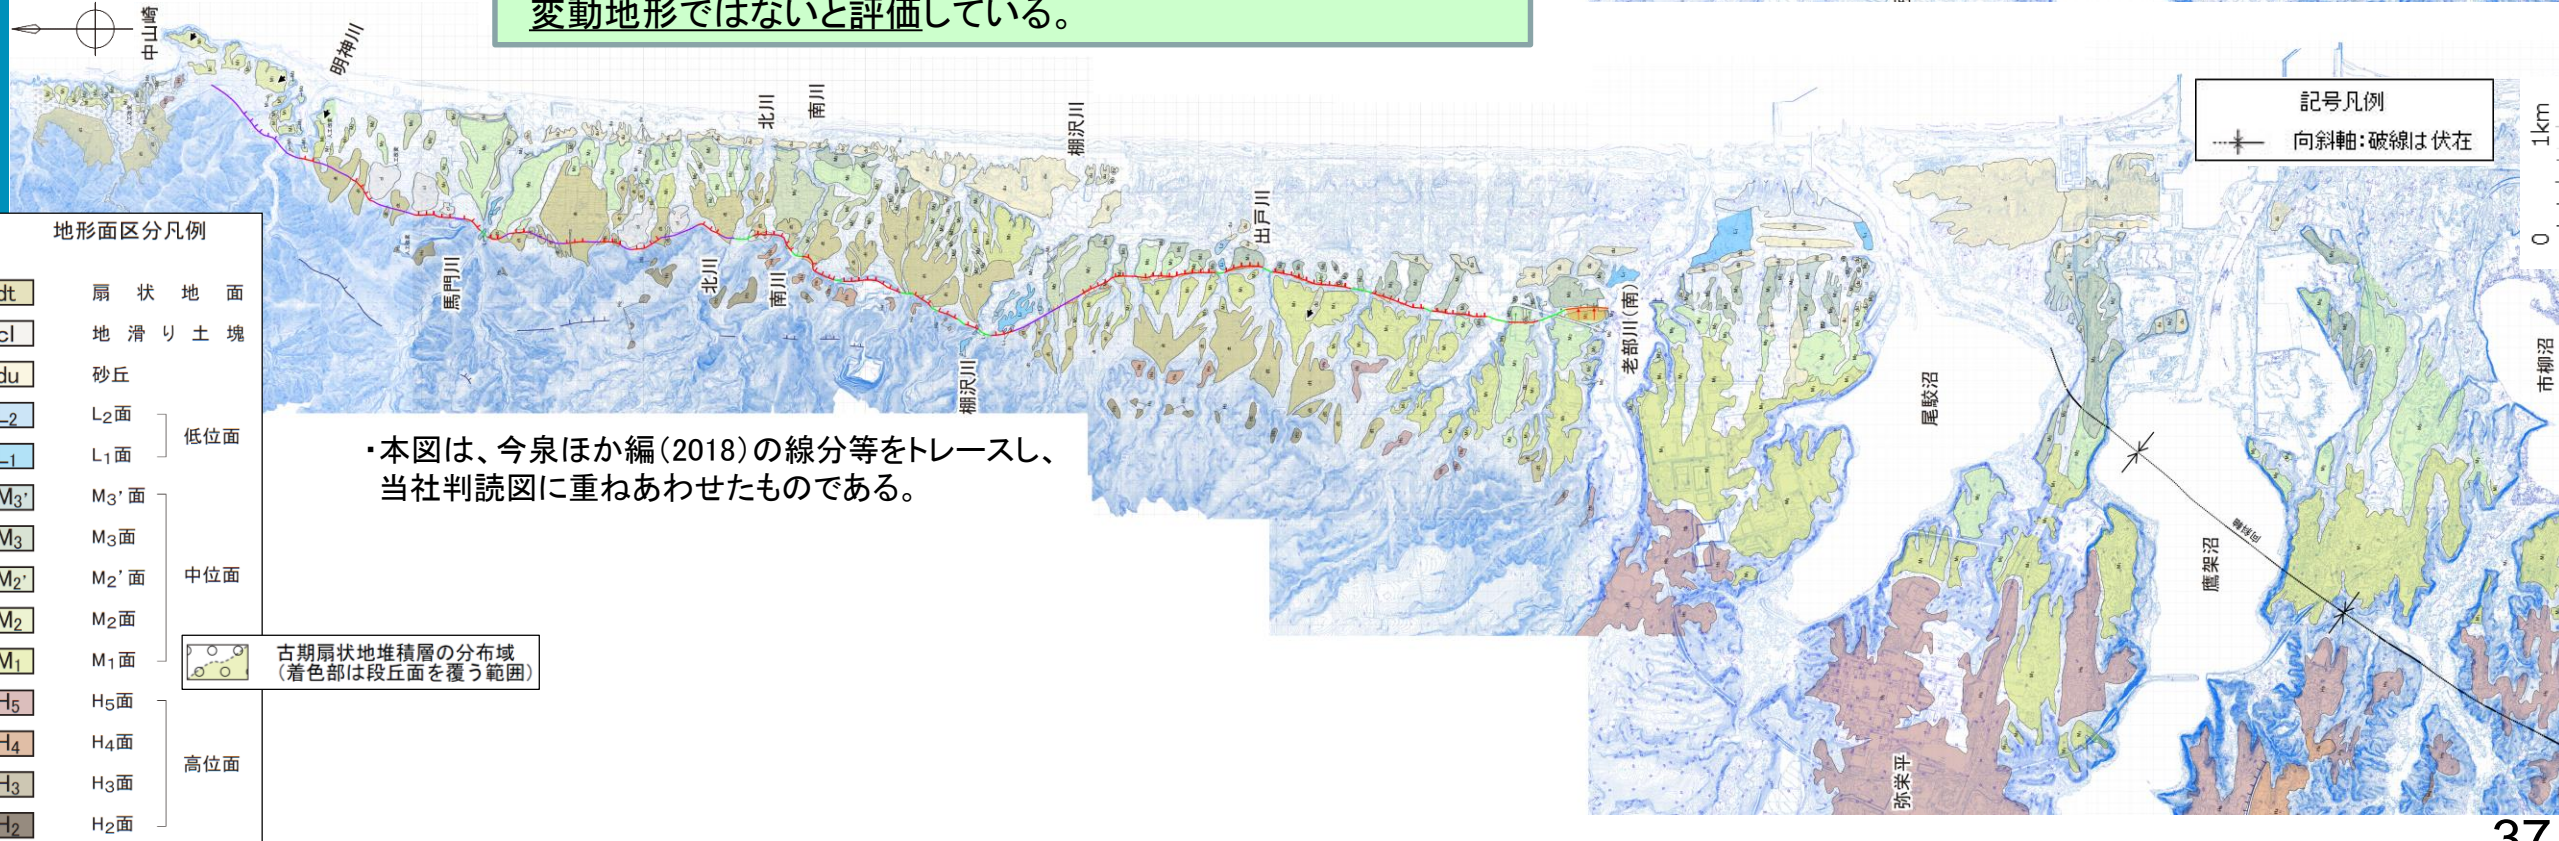 変動地形ではないと評価している。
中山崎
明神川
北川
南川
棚沢川
出戸川
馬門川
北川
南川
棚沢川
老部川(南)
尾駮沼
鷹架沼
市柳沼
弥栄平
向斜軸
記号凡例
向斜軸:破線は伏在
0 1km
地形面区分凡例
dt 扇状地面
cl 地滑り土塊
du 砂丘
L2 L2面
L1 L1面
低位面
M3' M3'面
M3 M3面
M2' M2'面
M2 M2面
M1 M1面
中位面
H5 H5面
H4 H4面
H3 H3面
H2 H2面
高位面
古期扇状地堆積層の分布域
(着色部は段丘面を覆う範囲)
・本図は、今泉ほか編(2018)の線分等をトレースし、
当社判読図に重ねあわせたものである。
37